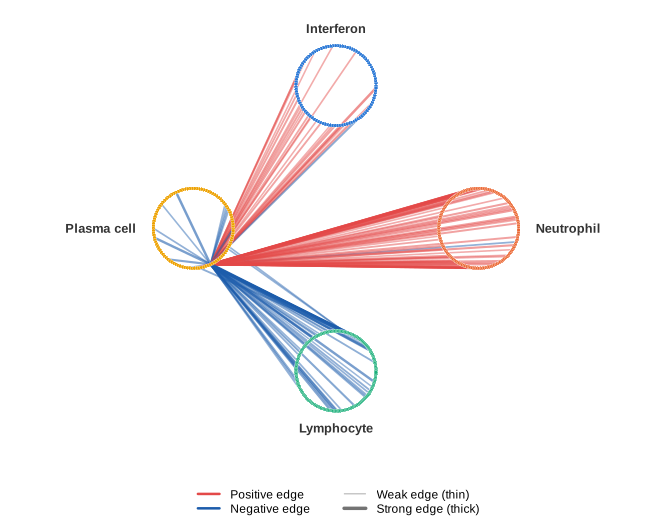 Interferon
Plasma cell
Neutrophil
Lymphocyte
Positive edge
Weak edge (thin)
Negative edge
Strong edge (thick)